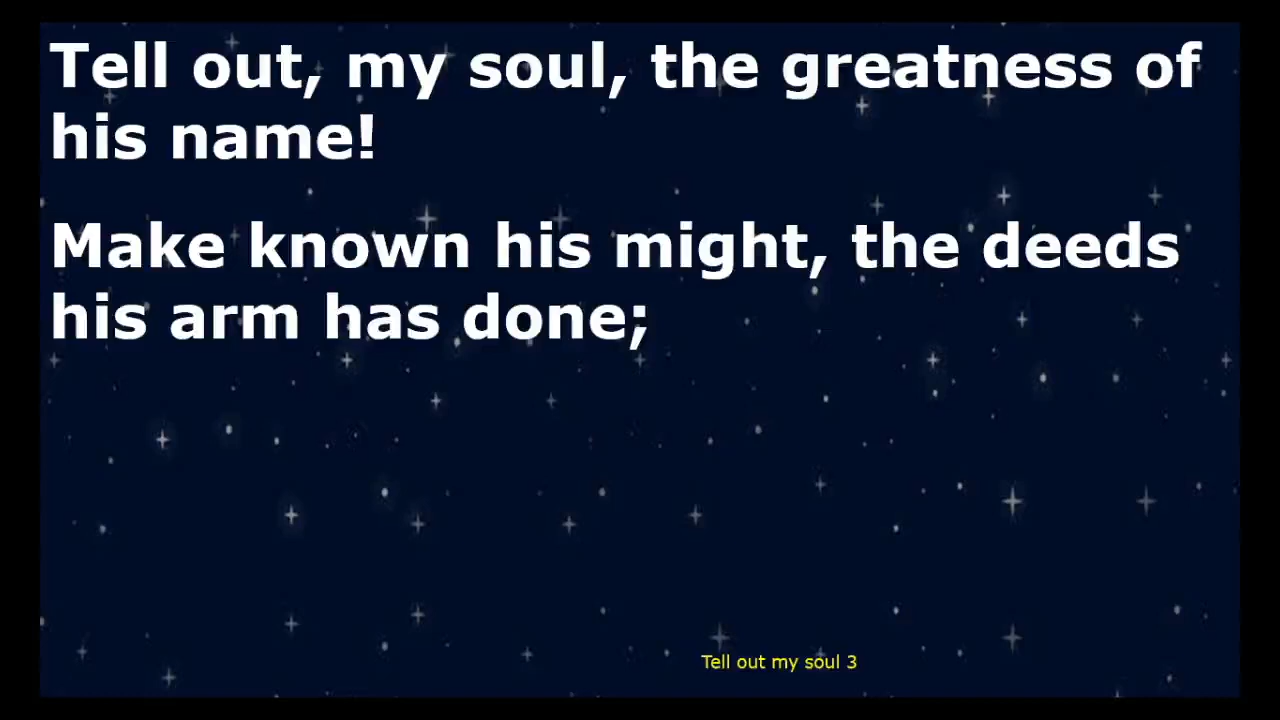 Tell out, my soul, the greatness of
his name!
Make known his might, the deeds
his arm has done;
Tell out my soul 3